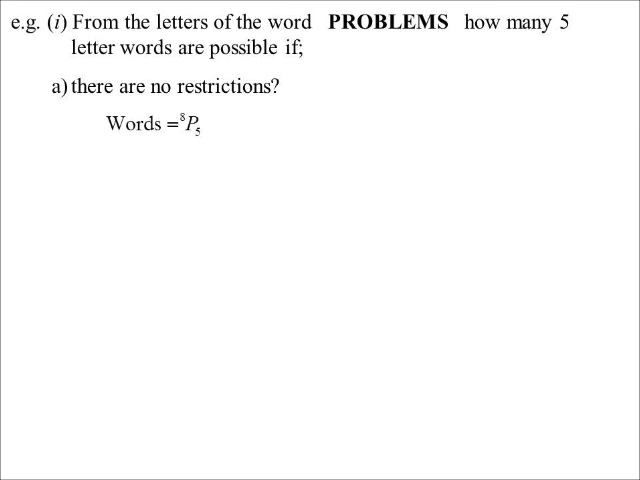 e.g. (i) From the letters of the word PROBLEMS how many 5
letter words are possible if;
a) there are no restrictions?
Words = ⁸P₅